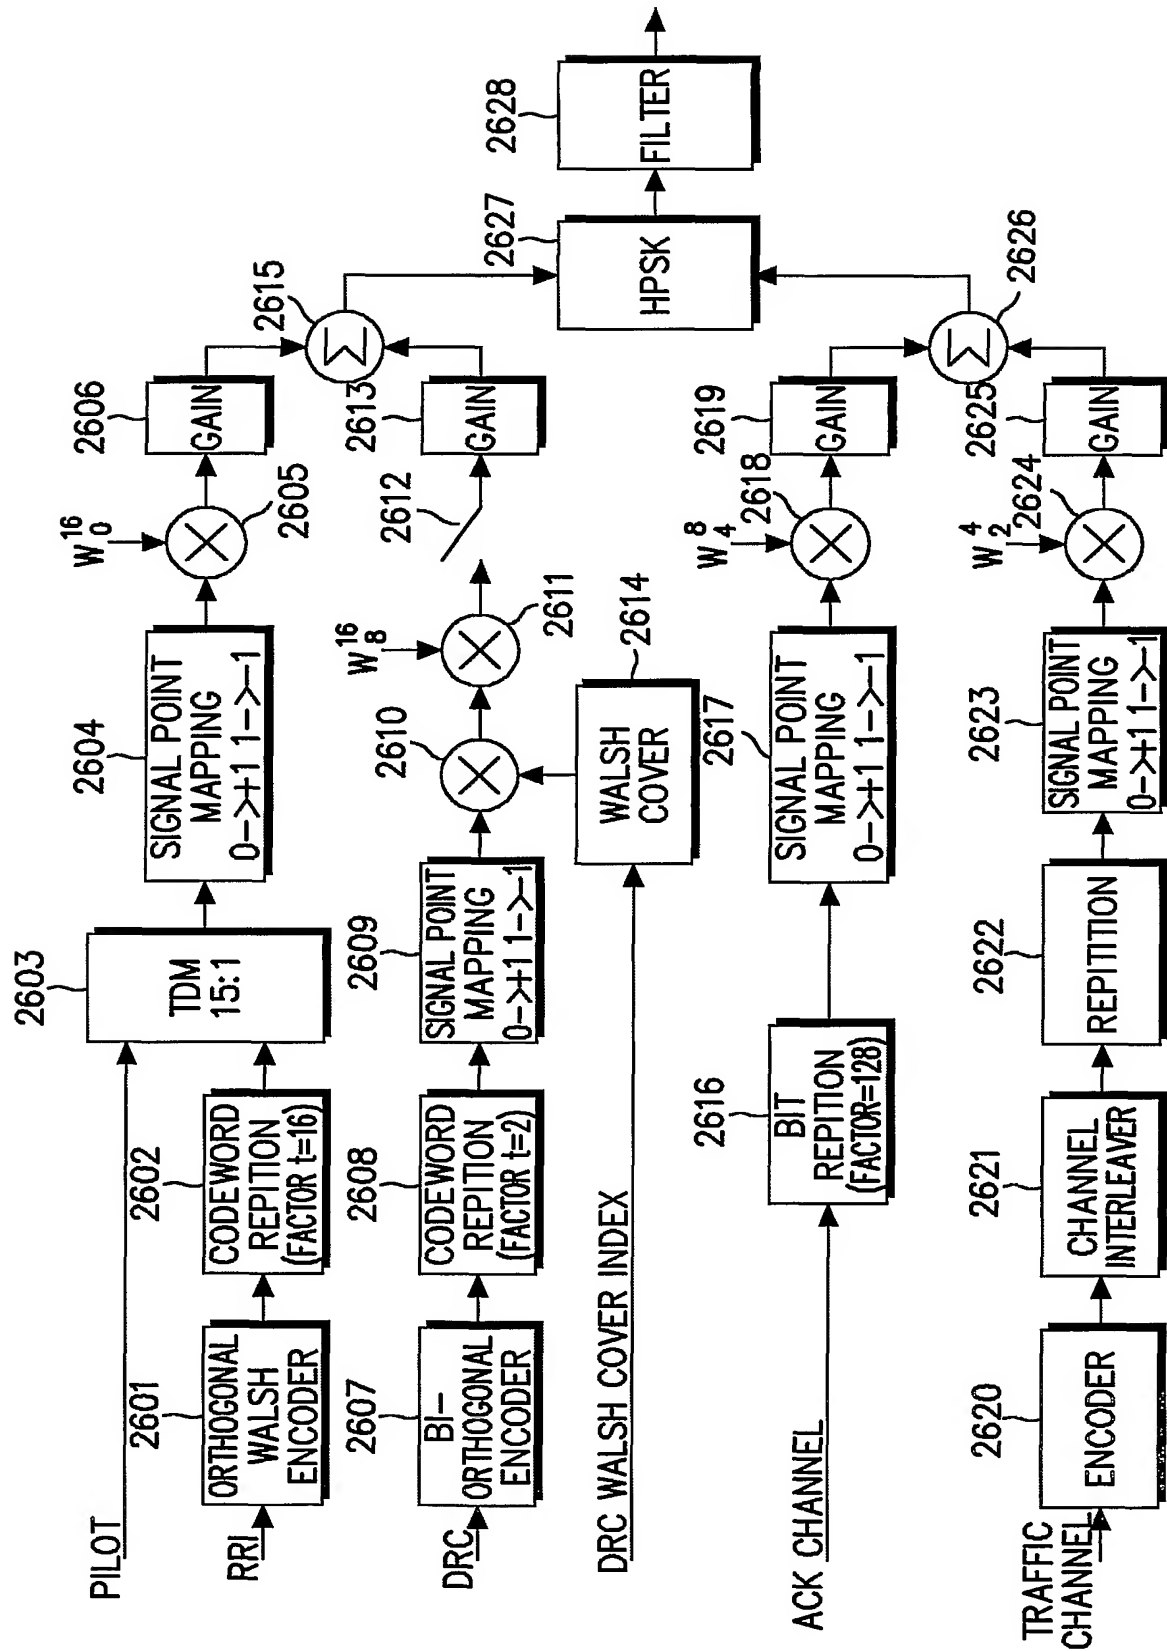 PILOT
RRI
2601
ORTHOGONAL
WALSH
ENCODER
2602
CODEWORD
REPITION
(FACTOR t=16)
2603
TDM
15:1
2604
SIGNAL POINT
MAPPING
0->+1 1->-1
W 16 0
2605
2606
GAIN
2615
Σ
DRC
2607
BI-
ORTHOGONAL
ENCODER
2608
CODEWORD
REPITION
(FACTOR t=2)
2609
SIGNAL POINT
MAPPING
0->+1 1->-1
2610
W 16 8
2611
2612
2613
GAIN
DRC WALSH COVER INDEX
2614
WALSH
COVER
2627
HPSK
2628
FILTER
ACK CHANNEL
2616
BIT
REPITION
(FACTOR=128)
2617
SIGNAL POINT
MAPPING
0->+1 1->-1
W 8 4
2618
2619
GAIN
2626
Σ
TRAFFIC
CHANNEL
2620
ENCODER
2621
CHANNEL
INTERLEAVER
2622
REPITITION
2623
SIGNAL POINT
MAPPING
0->+1 1->-1
W 4 2
2624
2625
GAIN